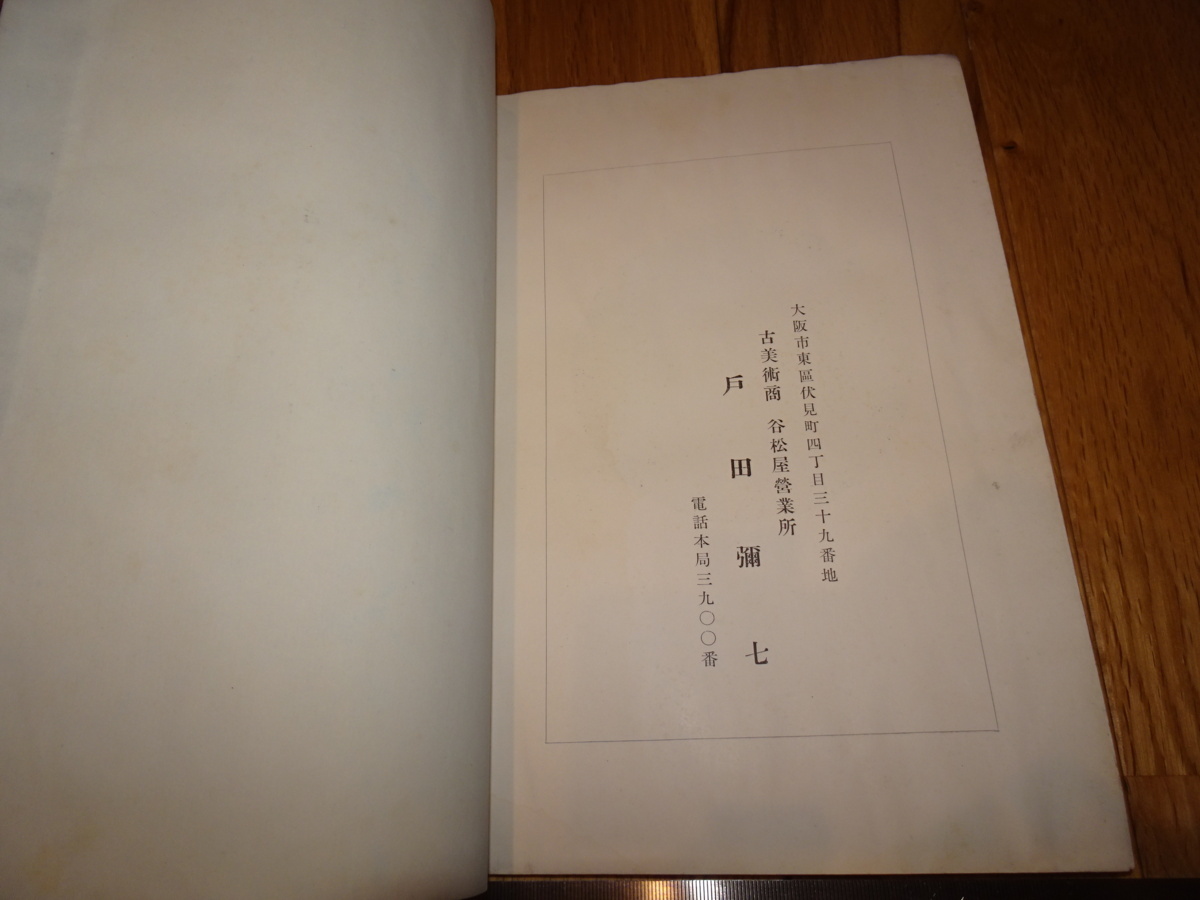 大阪市東區伏見町四丁目三十九番地
古美術商 谷松屋營業所
戶田彌七
電話本局三九〇〇番